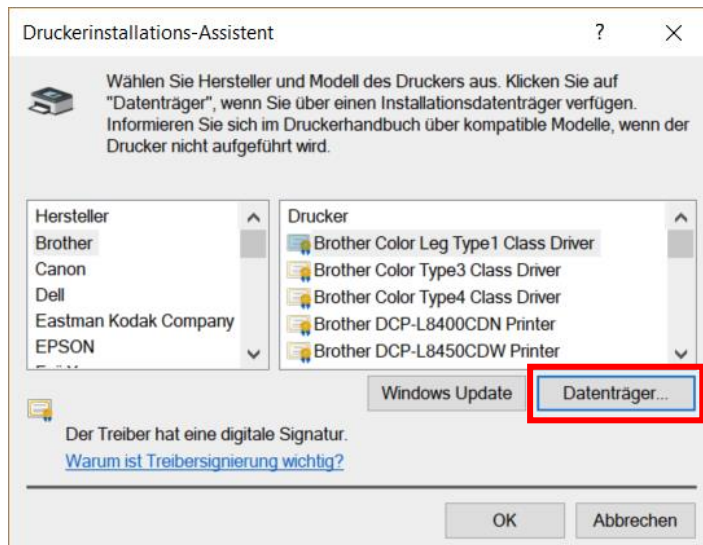 Druckerinstallations-Assistent
Wählen Sie Hersteller und Modell des Druckers aus. Klicken Sie auf
"Datenträger", wenn Sie über einen Installationsdatenträger verfügen.
Informieren Sie sich im Druckerhandbuch über kompatible Modelle, wenn der
Drucker nicht aufgeführt wird.
Hersteller
Brother
Canon
Dell
Eastman Kodak Company
EPSON
Drucker
Brother Color Leg Type1 Class Driver
Brother Color Type3 Class Driver
Brother Color Type4 Class Driver
Brother DCP-L8400CDN Printer
Brother DCP-L8450CDW Printer
Windows Update
Datenträger...
Der Treiber hat eine digitale Signatur.
Warum ist Treibersignierung wichtig?
OK
Abbrechen